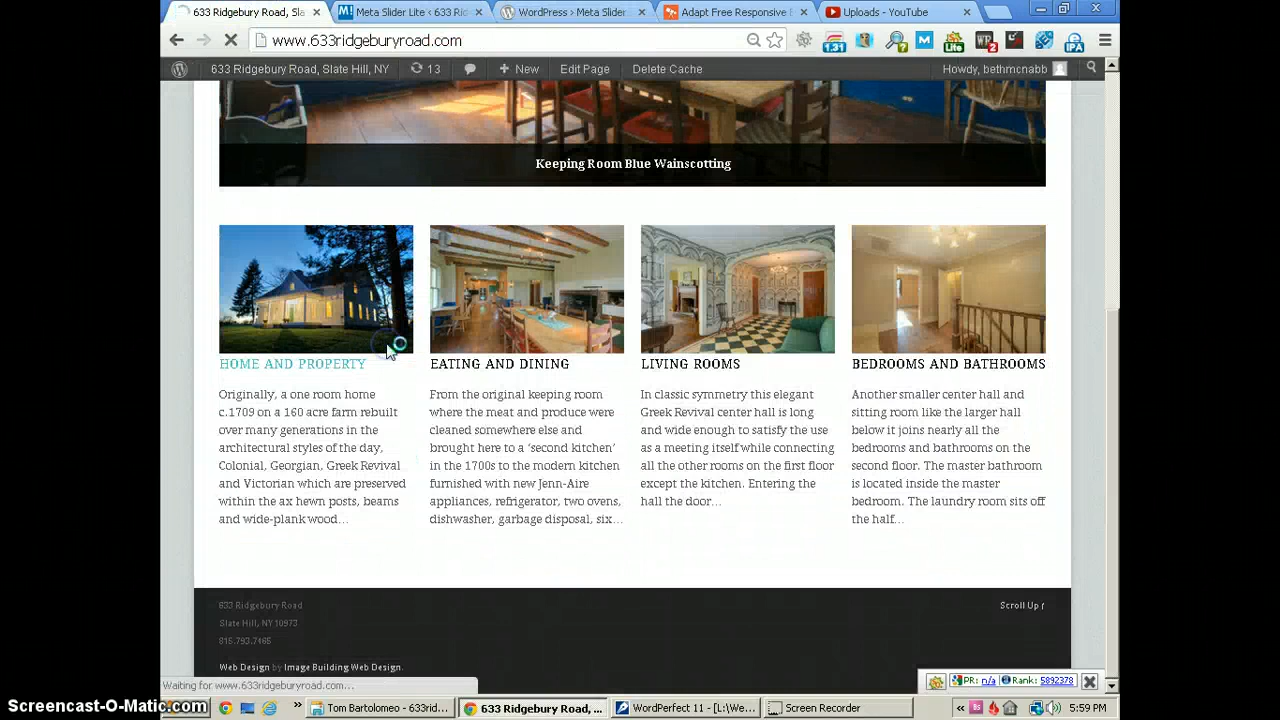 633 Ridgebury Road, Sla
Meta Slider Lite ‹ 633 Ri
WordPress › Meta Slider
Adapt Free Responsive
Uploads - YouTube
www.633ridgeburyroad.com
1.31
Lite
WR
2
IPA
633 Ridgebury Road, Slate Hill, NY
13
New
Edit Page
Delete Cache
Howdy, bethmcnabb
Keeping Room Blue Wainscotting
HOME AND PROPERTY
Originally, a one room home
c.1709 on a 160 acre farm rebuilt
over many generations in the
architectural styles of the day,
Colonial, Georgian, Greek Revival
and Victorian which are preserved
within the ax hewn posts, beams
and wide-plank wood…
EATING AND DINING
From the original keeping room
where the meat and produce were
cleaned somewhere else and
brought here to a ‘second kitchen’
in the 1700s to the modern kitchen
furnished with new Jenn-Aire
appliances, refrigerator, two ovens,
dishwasher, garbage disposal, six…
LIVING ROOMS
In classic symmetry this elegant
Greek Revival center hall is long
and wide enough to satisfy the use
as a meeting itself while connecting
all the other rooms on the first floor
except the kitchen. Entering the
hall the door…
BEDROOMS AND BATHROOMS
Another smaller center hall and
sitting room like the larger hall
below it joins nearly all the
bedrooms and bathrooms on the
second floor. The master bathroom
is located inside the master
bedroom. The laundry room sits off
the half…
633 Ridgebury Road
Slate Hill, NY 10973
815.793.7465
Web Design by Image Building Web Design.
Scroll Up ↑
Waiting for www.633ridgeburyroad.com...
PR: n/a
Rank: 5892378
Tom Bartolomeo - 633rid...
633 Ridgebury Road, ...
WordPerfect 11 - [L:\We...
Screen Recorder
5:59 PM
Screencast-O-Matic.com